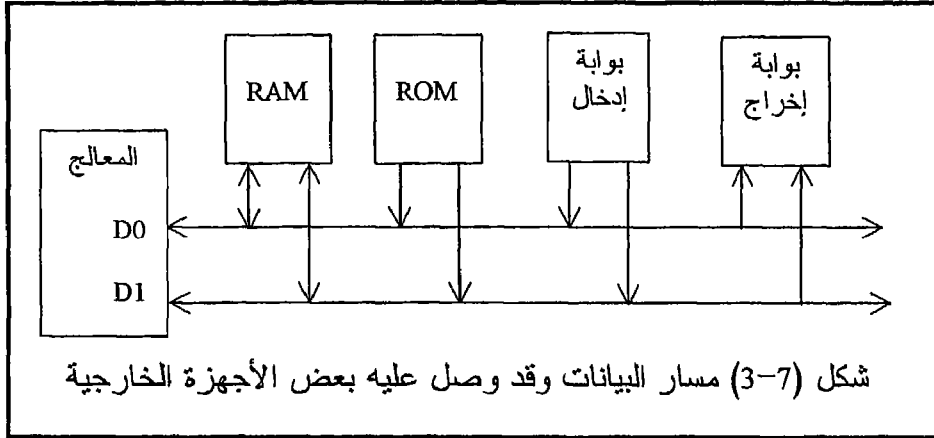 RAM
ROM
بوابة
إدخال
بوابة
إخراج
المعالج
D0
D1
شكل (7-3) مسار البيانات وقد وصل عليه بعض الأجهزة الخارجية